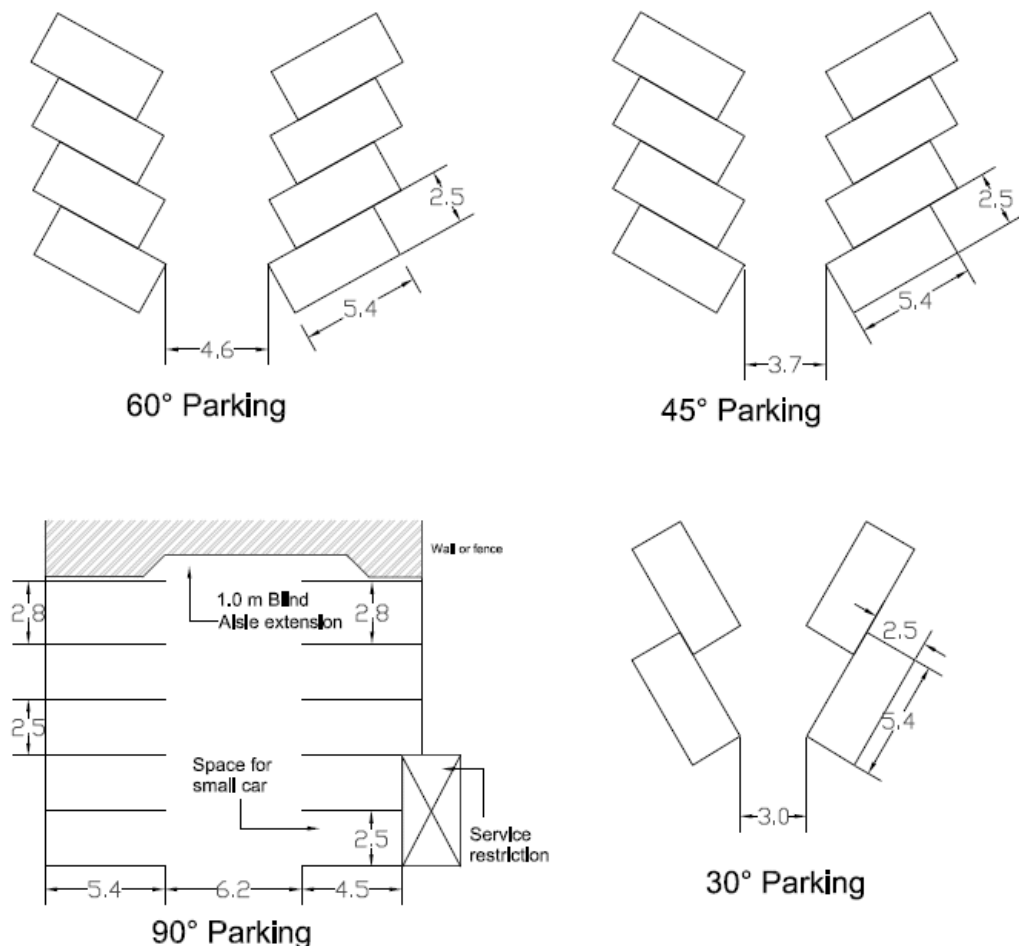 2.5
5.4
4.6
60° Parking
2.5
5.4
3.7
45° Parking
Wall or fence
2.8
1.0 m Blind
Aisle extension
2.8
2.5
Space for
small car
2.5
Service
restriction
5.4
6.2
4.5
90° Parking
2.5
5.4
3.0
30° Parking